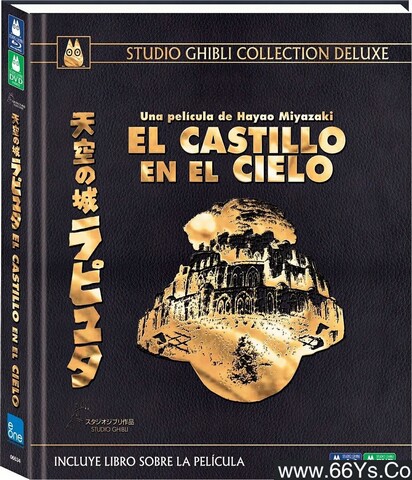 STUDIO GHIBLI COLLECTION DELUXE
Una película de Hayao Miyazaki
EL CASTILLO
EN EL CIELO
天空の城
ラピュタ
スタジオジブリ作品
STUDIO GHIBLI
INCLUYE LIBRO SOBRE LA PELÍCULA
DVD
天空の城ラピュタ EL CASTILLO EN EL CIELO
eone
www.66Ys.Co